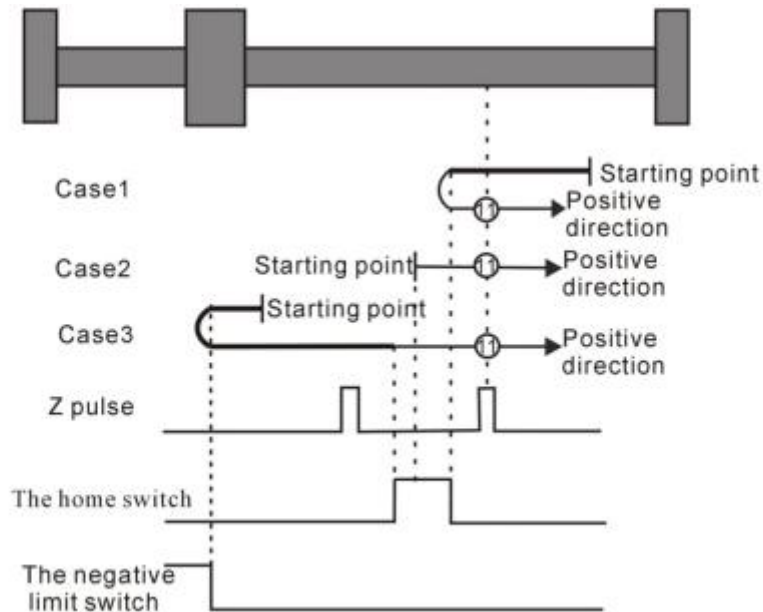 Case1
Starting point
11
Positive
direction
Case2
Starting point
11
Positive
direction
Starting point
Case3
11
Positive
direction
Z pulse
The home switch
The negative
limit switch